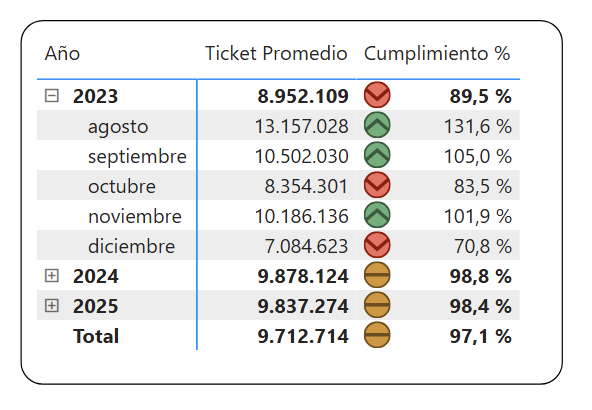 Año Ticket Promedio Cumplimiento %
2023 8.952.109 89,5 %
agosto 13.157.028 131,6 %
septiembre 10.502.030 105,0 %
octubre 8.354.301 83,5 %
noviembre 10.186.136 101,9 %
diciembre 7.084.623 70,8 %
2024 9.878.124 98,8 %
2025 9.837.274 98,4 %
Total 9.712.714 97,1 %